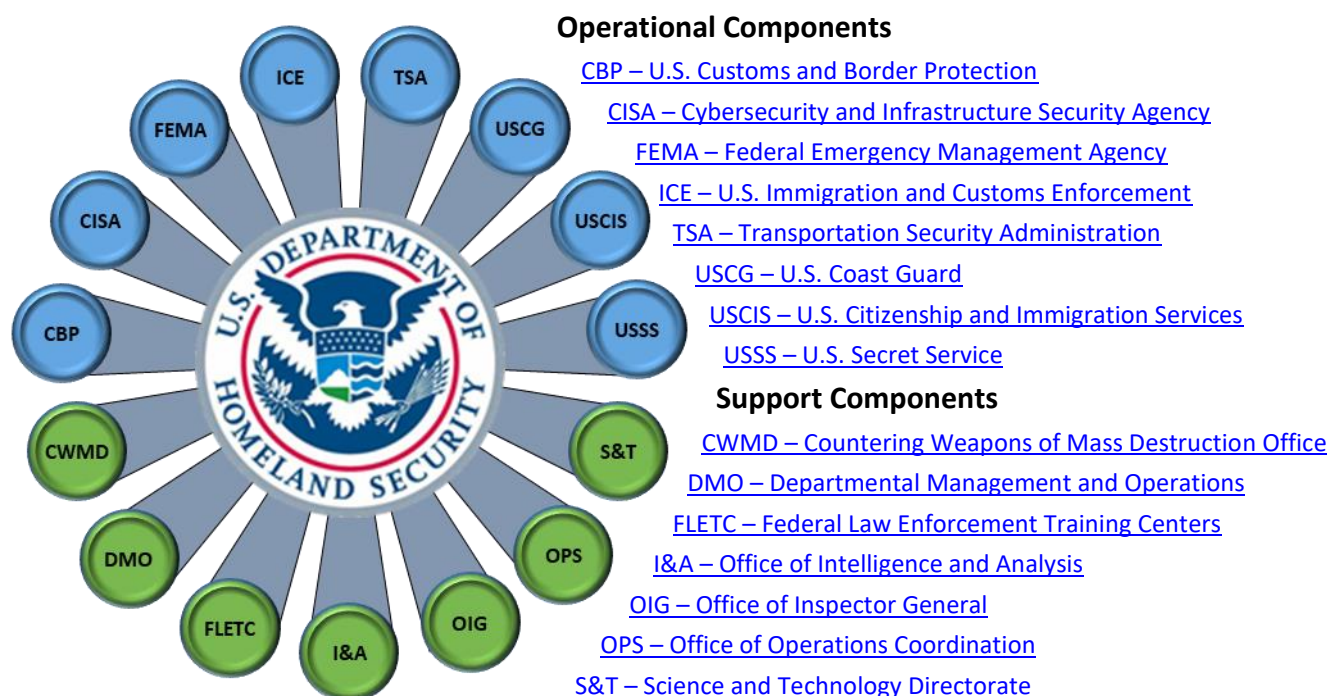 Operational Components
CBP – U.S. Customs and Border Protection
CISA – Cybersecurity and Infrastructure Security Agency
FEMA – Federal Emergency Management Agency
ICE – U.S. Immigration and Customs Enforcement
TSA – Transportation Security Administration
USCG – U.S. Coast Guard
USCIS – U.S. Citizenship and Immigration Services
USSS – U.S. Secret Service
Support Components
CWMD – Countering Weapons of Mass Destruction Office
DMO – Departmental Management and Operations
FLETC – Federal Law Enforcement Training Centers
I&A – Office of Intelligence and Analysis
OIG – Office of Inspector General
OPS – Office of Operations Coordination
S&T – Science and Technology Directorate
CBP
CISA
FEMA
ICE
TSA
USCG
USCIS
USSS
S&T
OPS
OIG
I&A
FLETC
DMO
CWMD
U.S. DEPARTMENT OF
HOMELAND SECURITY